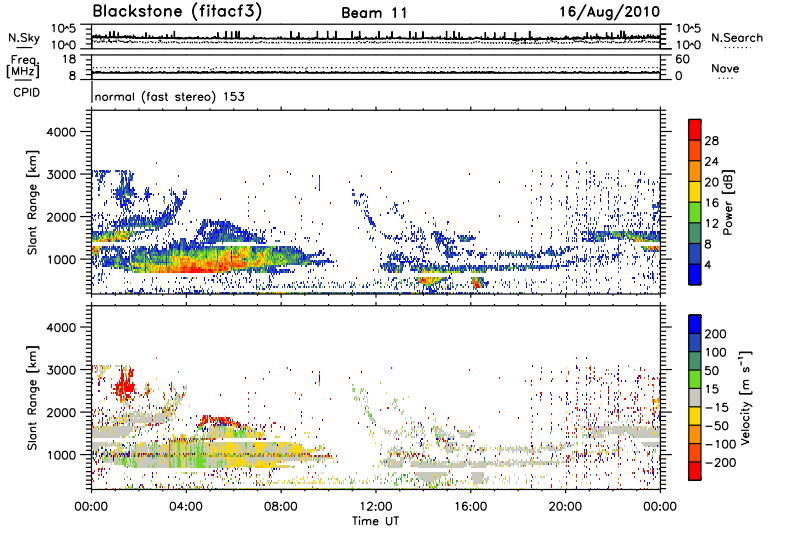 Blackstone (fitacf3) Beam 11 16/Aug/2010
N.Sky 10^5 10^0 10^5 10^0 N.Search
Freq. [MHz] 18 8 60 0 Nave
CPID normal (fast stereo) 153
Slant Range [km] 4000 3000 2000 1000
28 24 20 16 12 8 4 Power [dB]
Slant Range [km] 4000 3000 2000 1000
200 100 50 15 -15 -50 -100 -200 Velocity [m s^-1]
00:00 04:00 08:00 12:00 16:00 20:00 00:00
Time UT